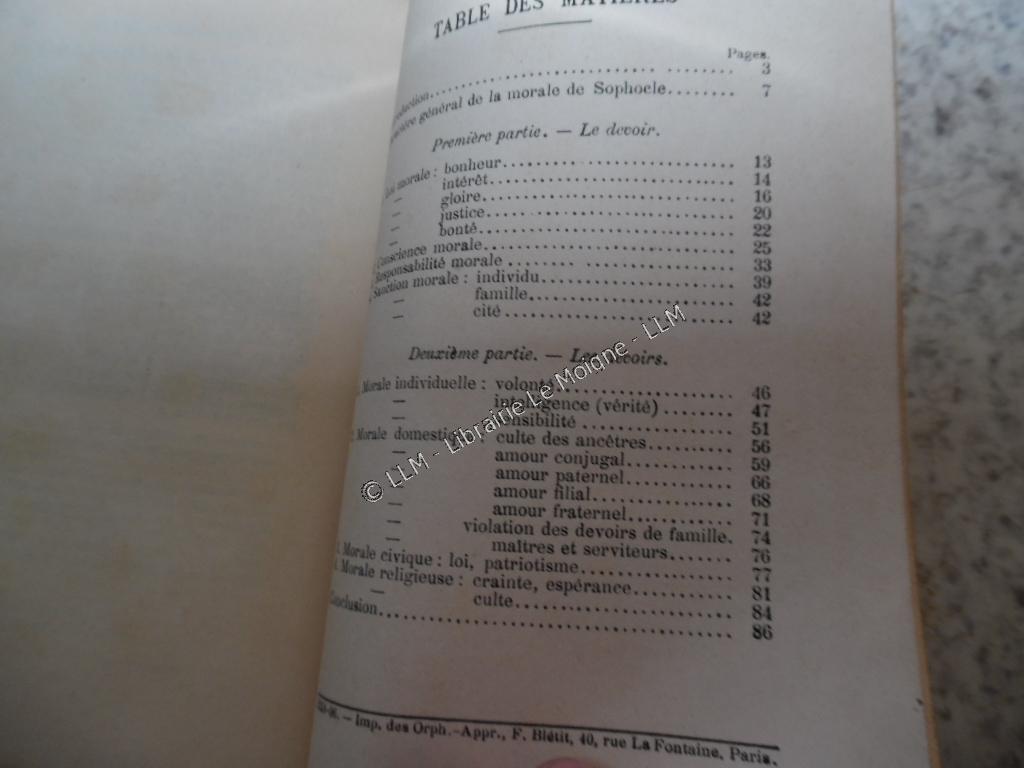 TABLE DES MATIÈRES
Pages.
........ 3
général de la morale de Sophocle........ 7
Première partie. — Le devoir.
morale : bonheur........ 13
— intérêt........ 14
— gloire........ 16
— justice........ 20
— bonté........ 22
Conscience morale........ 25
Responsabilité morale ........ 33
Sanction morale : individu........ 39
— famille........ 42
— cité........ 42
Deuxième partie. — Les devoirs.
Morale individuelle : volonté........ 46
— intelligence (vérité)........ 47
— sensibilité........ 51
Morale culte des ancêtres........ 56
— amour conjugal........ 59
— amour paternel........ 66
— amour filial........ 68
— amour fraternel........ 71
— violation des devoirs de famille. 74
— maîtres et serviteurs....... 76
Morale civique : loi, patriotisme........ 77
Morale religieuse : crainte, espérance........ 81
— culte........ 84
Conclusion........ 86
— Imp. des Orph.-Appr., F. Blétit, 40, rue La Fontaine, Paris.
© LLM - Librairie Le Moigne - LLM